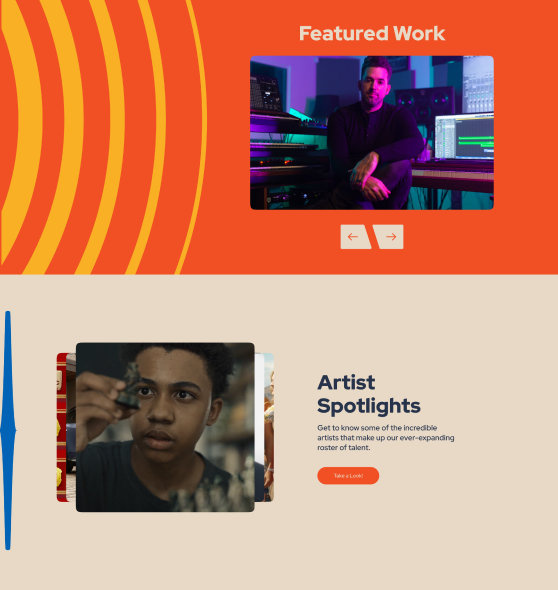 Featured Work
Artist
Spotlights
Get to know some of the incredible
artists that make up our ever-expanding
roster of talent.
Take a Look!